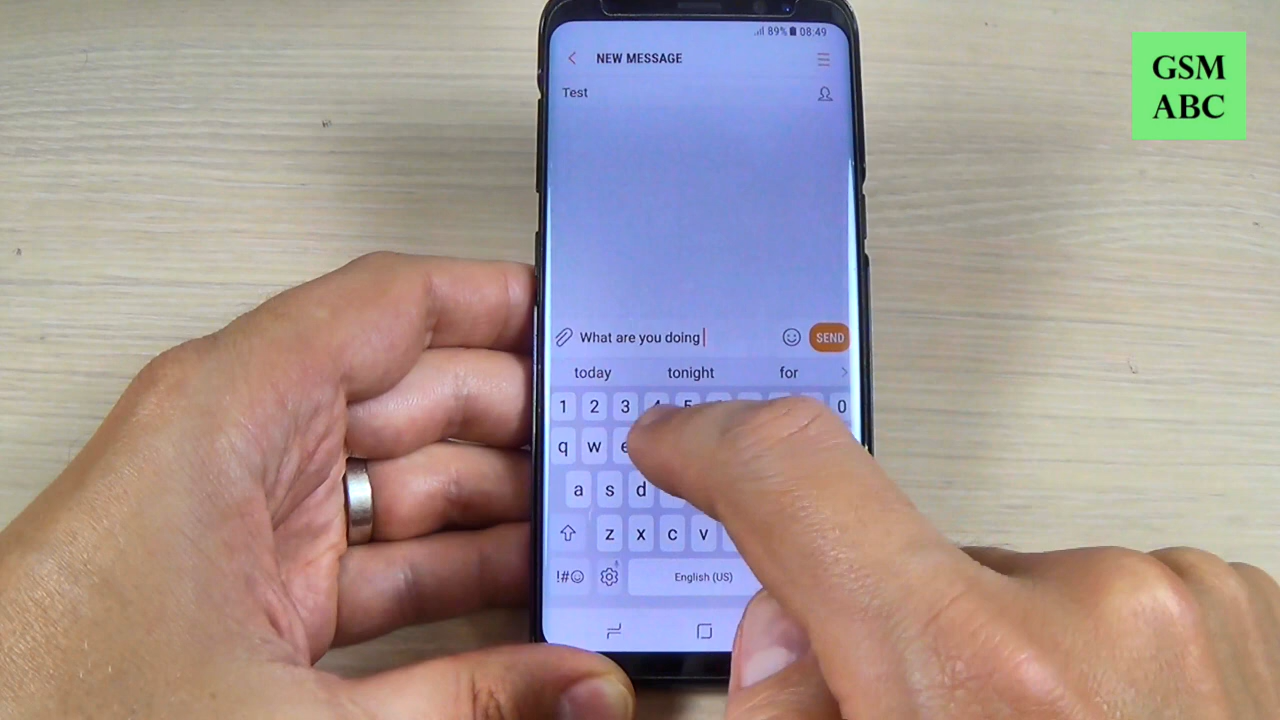 89% 08:49
NEW MESSAGE
GSM
ABC
Test
What are you doing
SEND
today tonight for
1 2 3 4 5 0
q w e
a s d
z x c v
!#☺ English (US)